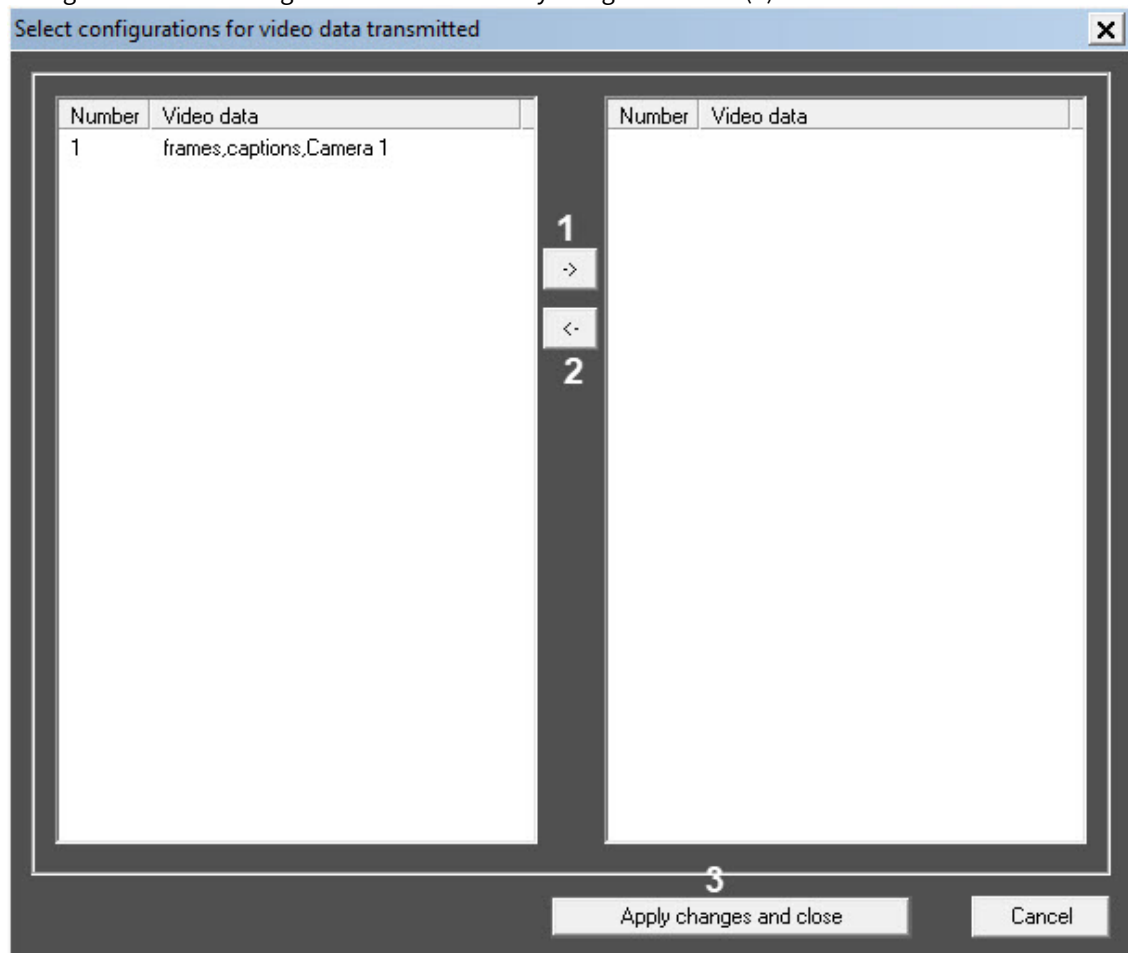 Select configurations for video data transmitted
Number Video data
1 frames,captions,Camera 1
Number Video data
1
->
<-
2
3
Apply changes and close
Cancel